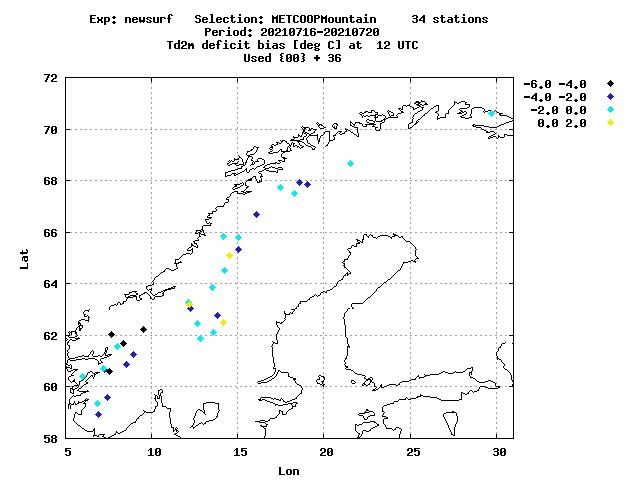 Exp: newsurf   Selection: METCOOPMountain     34 stations
Period: 20210716-20210720
Td2m deficit bias [deg C] at  12 UTC
Used {00} + 36
-6.0 -4.0
-4.0 -2.0
-2.0 0.0
0.0 2.0
72
70
68
66
64
62
60
58
Lat
5 10 15 20 25 30
Lon